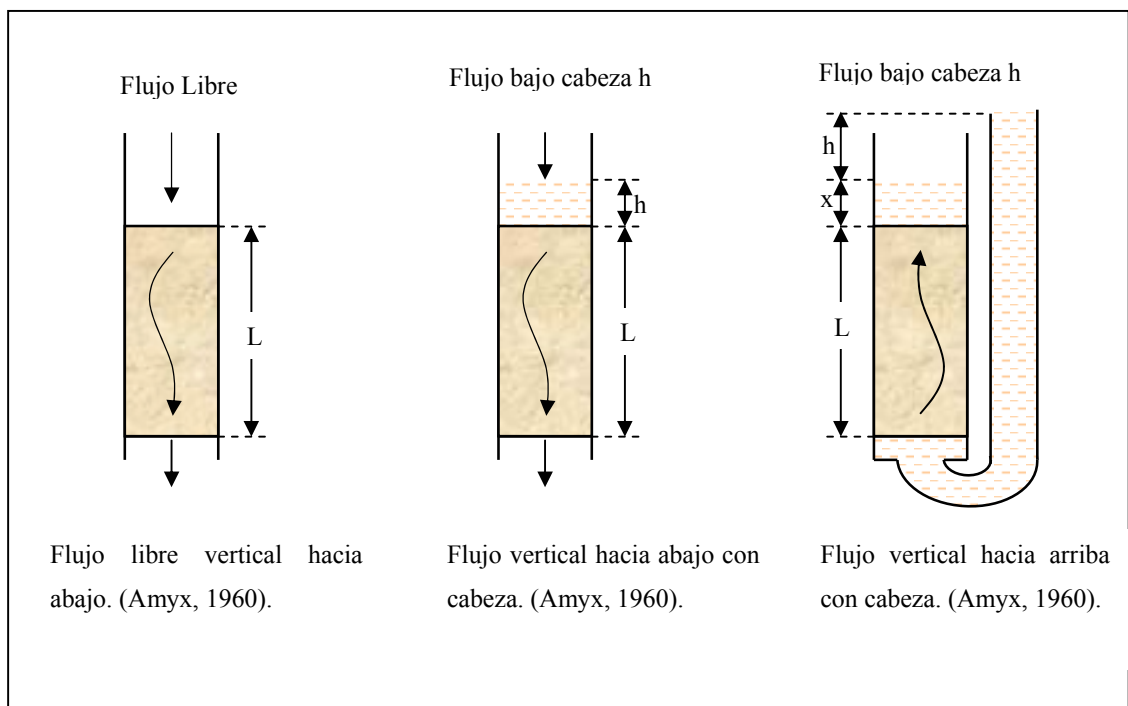 Flujo Libre
Flujo bajo cabeza h
Flujo bajo cabeza h
L
h
L
h
x
L
Flujo libre vertical hacia
abajo. (Amyx, 1960).
Flujo vertical hacia abajo con
cabeza. (Amyx, 1960).
Flujo vertical hacia arriba
con cabeza. (Amyx, 1960).